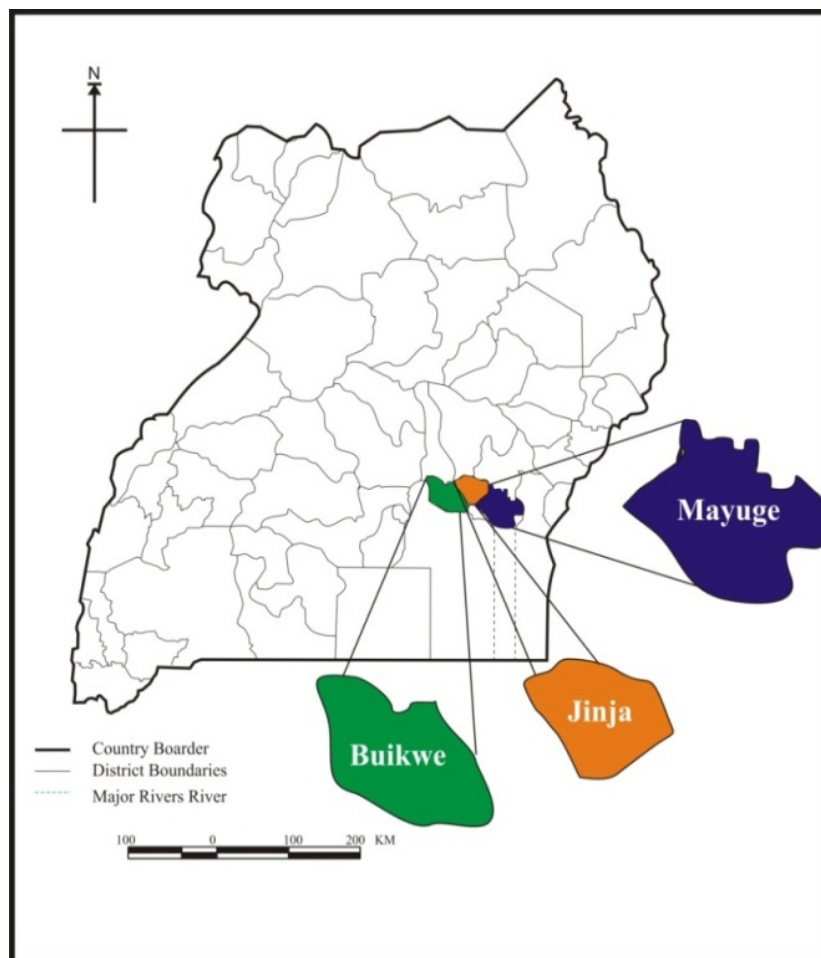 N
Mayuge
Jinja
Buikwe
Country Boarder
District Boundaries
Major Rivers River
100 0 100 200 KM